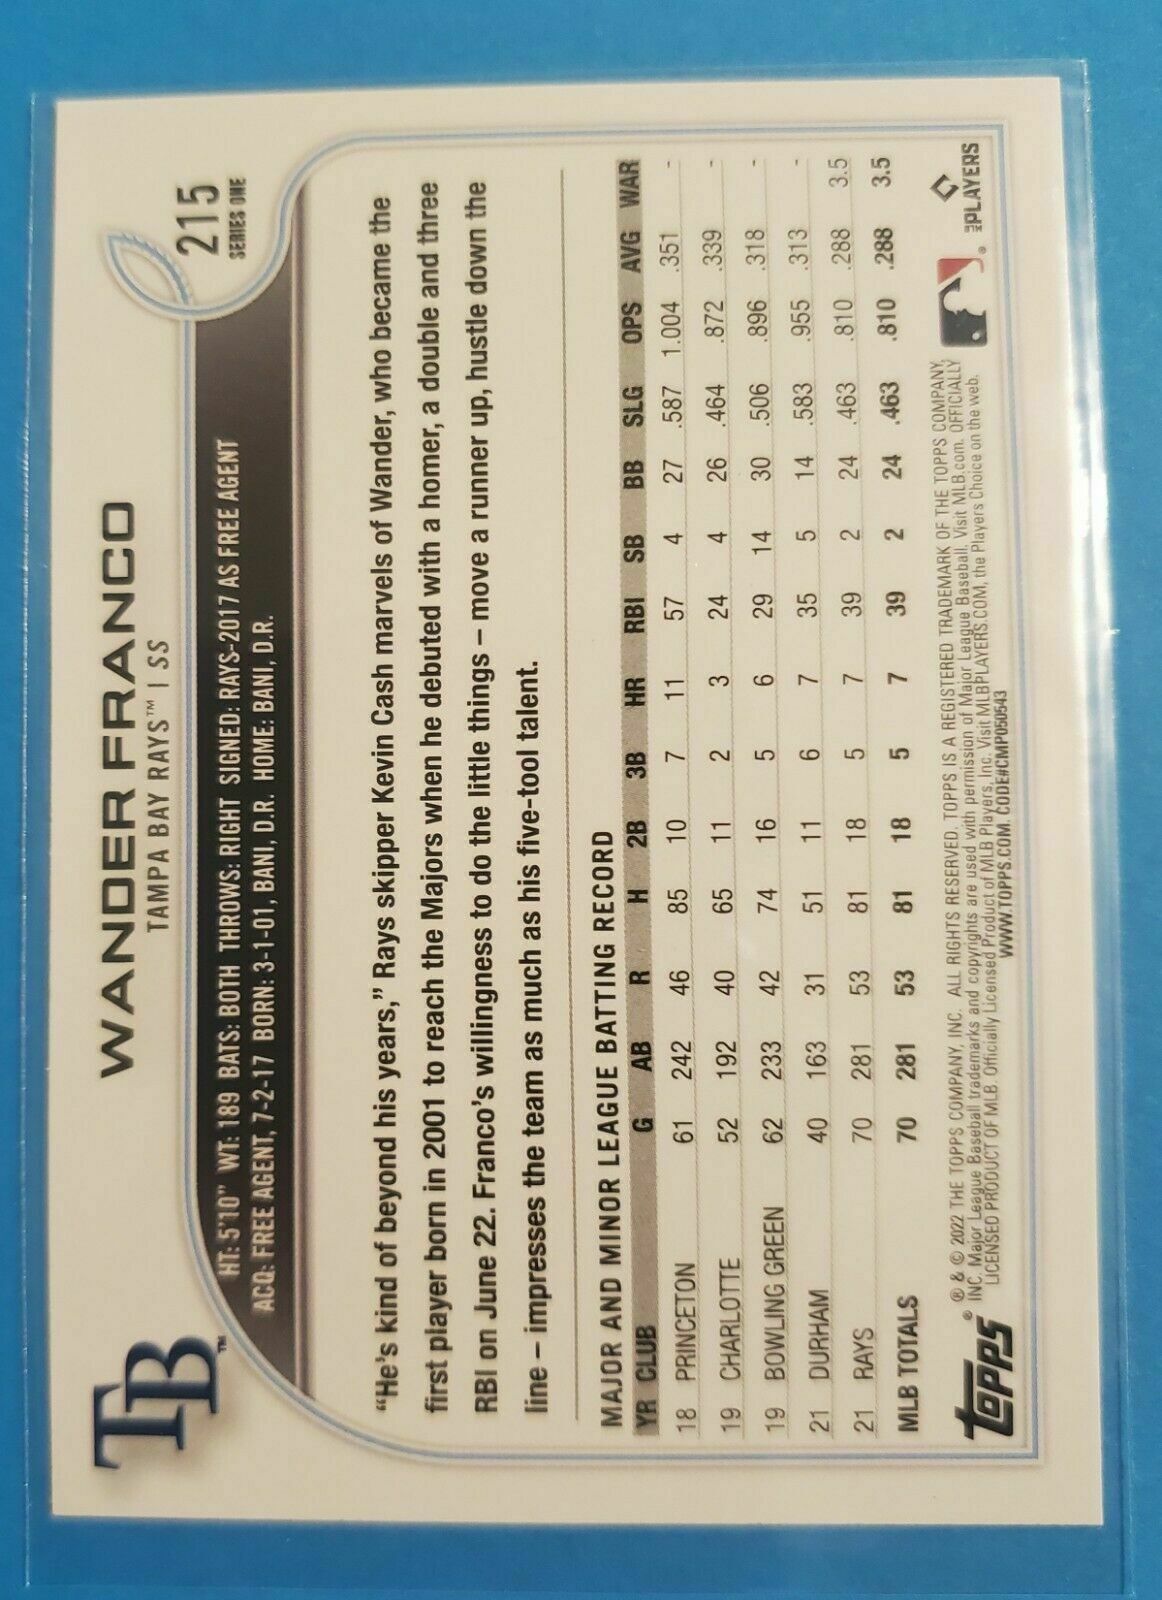 TB™
WANDER FRANCO
TAMPA BAY RAYS™ | SS
215
SERIES ONE
HT: 5'10" WT: 189 BATS: BOTH THROWS: RIGHT SIGNED: RAYS-2017 AS FREE AGENT
ACQ: FREE AGENT, 7-2-17 BORN: 3-1-01, BANI, D.R. HOME: BANI, D.R.
"He's kind of beyond his years," Rays skipper Kevin Cash marvels of Wander, who became the
first player born in 2001 to reach the Majors when he debuted with a homer, a double and three
RBI on June 22. Franco's willingness to do the little things – move a runner up, hustle down the
line – impresses the team as much as his five-tool talent.
MAJOR AND MINOR LEAGUE BATTING RECORD
YR CLUB G AB R H 2B 3B HR RBI SB BB SLG OPS AVG WAR
18 PRINCETON 61 242 46 85 10 7 11 57 4 27 .587 1.004 .351 -
19 CHARLOTTE 52 192 40 65 11 2 3 24 4 26 .464 .872 .339 -
19 BOWLING GREEN 62 233 42 74 16 5 6 29 14 30 .506 .896 .318 -
21 DURHAM 40 163 31 51 11 6 7 35 5 14 .583 .955 .313 -
21 RAYS 70 281 53 81 18 5 7 39 2 24 .463 .810 .288 3.5
MLB TOTALS 70 281 53 81 18 5 7 39 2 24 .463 .810 .288 3.5
topps®
® & © 2022 THE TOPPS COMPANY, INC. ALL RIGHTS RESERVED. TOPPS IS A REGISTERED TRADEMARK OF THE TOPPS COMPANY,
INC. Major League Baseball trademarks and copyrights are used with permission of Major League Baseball. Visit MLB.com. OFFICIALLY
LICENSED PRODUCT OF MLB Officially Licensed Product of MLB Players, Inc. Visit MLBPLAYERS.COM, the Players Choice on the web.
WWW.TOPPS.COM. CODE#CMP050543
®
MLB PLAYERS